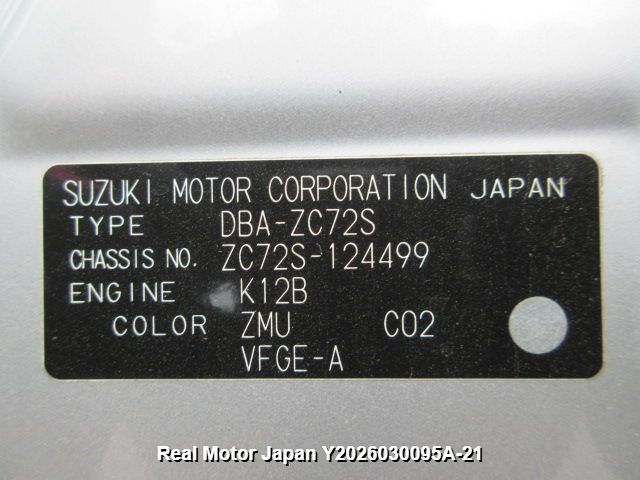 SUZUKI MOTOR CORPORATION JAPAN
TYPE DBA-ZC72S
CHASSIS NO. ZC72S-124499
ENGINE K12B
COLOR ZMU C02
VFGE-A
Real Motor Japan Y2026030095A-21